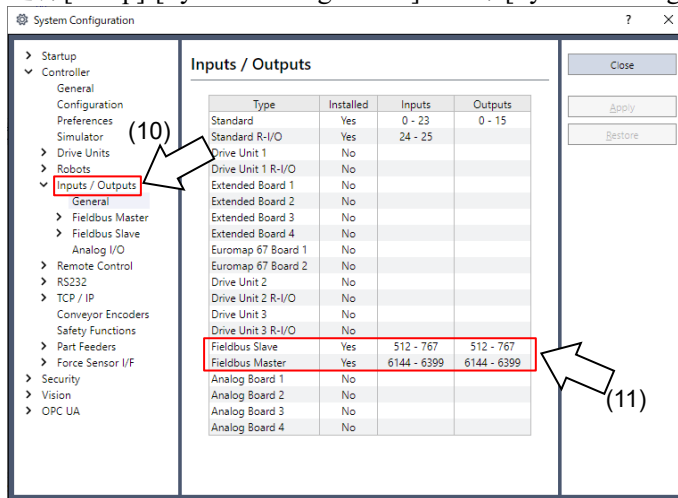 System Configuration ? ×
Startup
Controller
General
Configuration
Preferences
Simulator
Drive Units
Robots
Inputs / Outputs
General
Fieldbus Master
Fieldbus Slave
Analog I/O
Remote Control
RS232
TCP / IP
Conveyor Encoders
Safety Functions
Part Feeders
Force Sensor I/F
Security
Vision
OPC UA
(10)
Inputs / Outputs
Type Installed Inputs Outputs
Standard Yes 0 - 23 0 - 15
Standard R-I/O Yes 24 - 25
Drive Unit 1 No
Drive Unit 1 R-I/O No
Extended Board 1 No
Extended Board 2 No
Extended Board 3 No
Extended Board 4 No
Euromap 67 Board 1 No
Euromap 67 Board 2 No
Drive Unit 2 No
Drive Unit 2 R-I/O No
Drive Unit 3 No
Drive Unit 3 R-I/O No
Fieldbus Slave Yes 512 - 767 512 - 767
Fieldbus Master Yes 6144 - 6399 6144 - 6399
Analog Board 1 No
Analog Board 2 No
Analog Board 3 No
Analog Board 4 No
(11)
Close
Apply
Restore